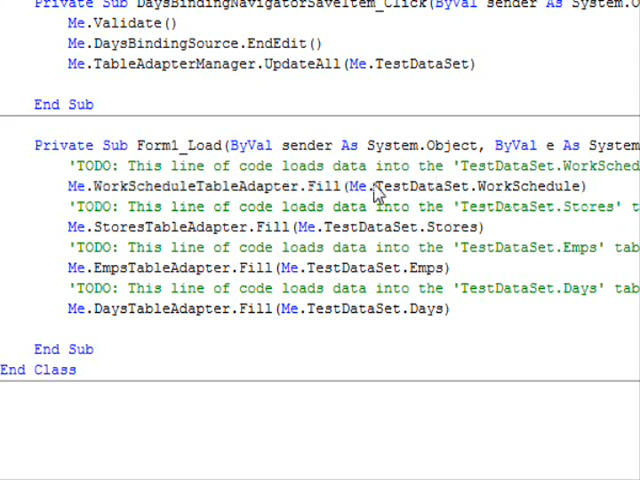 Private Sub DaysBindingNavigatorSaveItem_Click(ByVal sender As System.O
Me.Validate()
Me.DaysBindingSource.EndEdit()
Me.TableAdapterManager.UpdateAll(Me.TestDataSet)
End Sub
Private Sub Form1_Load(ByVal sender As System.Object, ByVal e As System
'TODO: This line of code loads data into the 'TestDataSet.WorkSched
Me.WorkScheduleTableAdapter.Fill(Me.TestDataSet.WorkSchedule)
'TODO: This line of code loads data into the 'TestDataSet.Stores' t
Me.StoresTableAdapter.Fill(Me.TestDataSet.Stores)
'TODO: This line of code loads data into the 'TestDataSet.Emps' tab
Me.EmpsTableAdapter.Fill(Me.TestDataSet.Emps)
'TODO: This line of code loads data into the 'TestDataSet.Days' tab
Me.DaysTableAdapter.Fill(Me.TestDataSet.Days)
End Sub
End Class